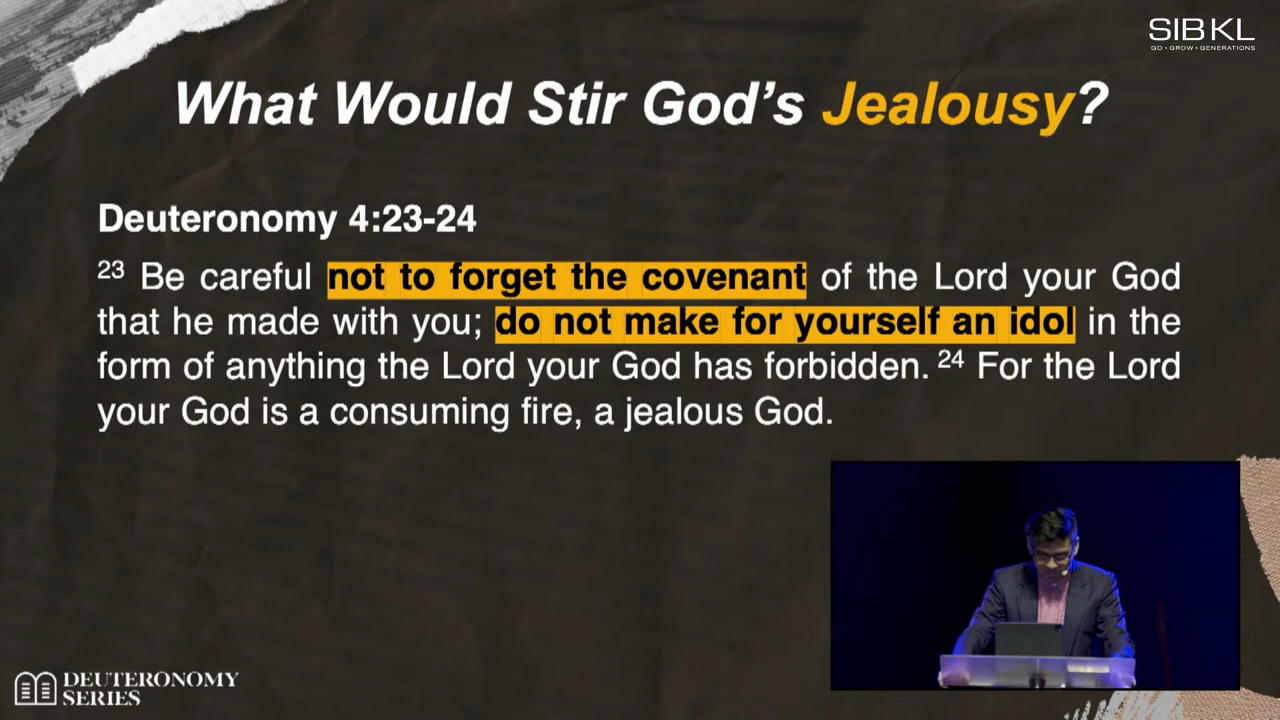 SIBKL
GO • GROW • GENERATIONS
What Would Stir God's Jealousy?
Deuteronomy 4:23-24
23 Be careful not to forget the covenant of the Lord your God
that he made with you; do not make for yourself an idol in the
form of anything the Lord your God has forbidden. 24 For the Lord
your God is a consuming fire, a jealous God.
DEUTERONOMY
SERIES